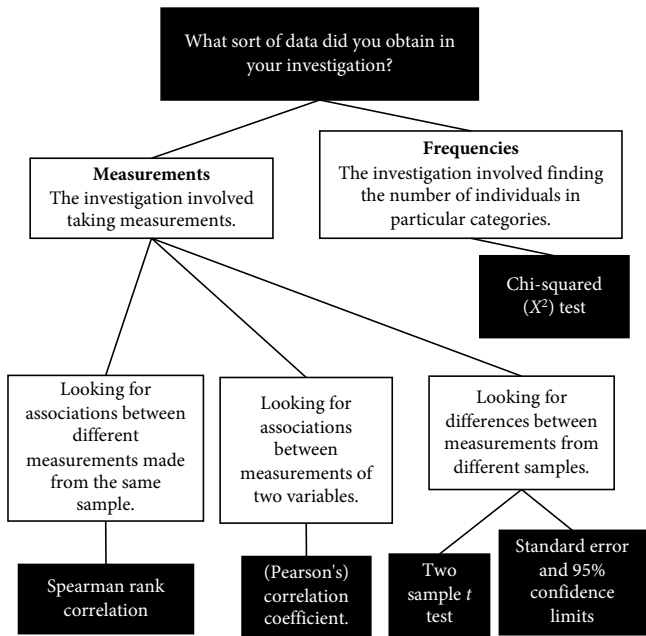 What sort of data did you obtain in
your investigation?
Measurements
The investigation involved
taking measurements.
Frequencies
The investigation involved finding
the number of individuals in
particular categories.
Chi-squared
(X²) test
Looking for
associations between
different
measurements made
from the same
sample.
Looking for
associations
between
measurements of
two variables.
Looking for
differences between
measurements from
different samples.
Spearman rank
correlation
(Pearson's)
correlation
coefficient.
Two
sample t
test
Standard error
and 95%
confidence
limits